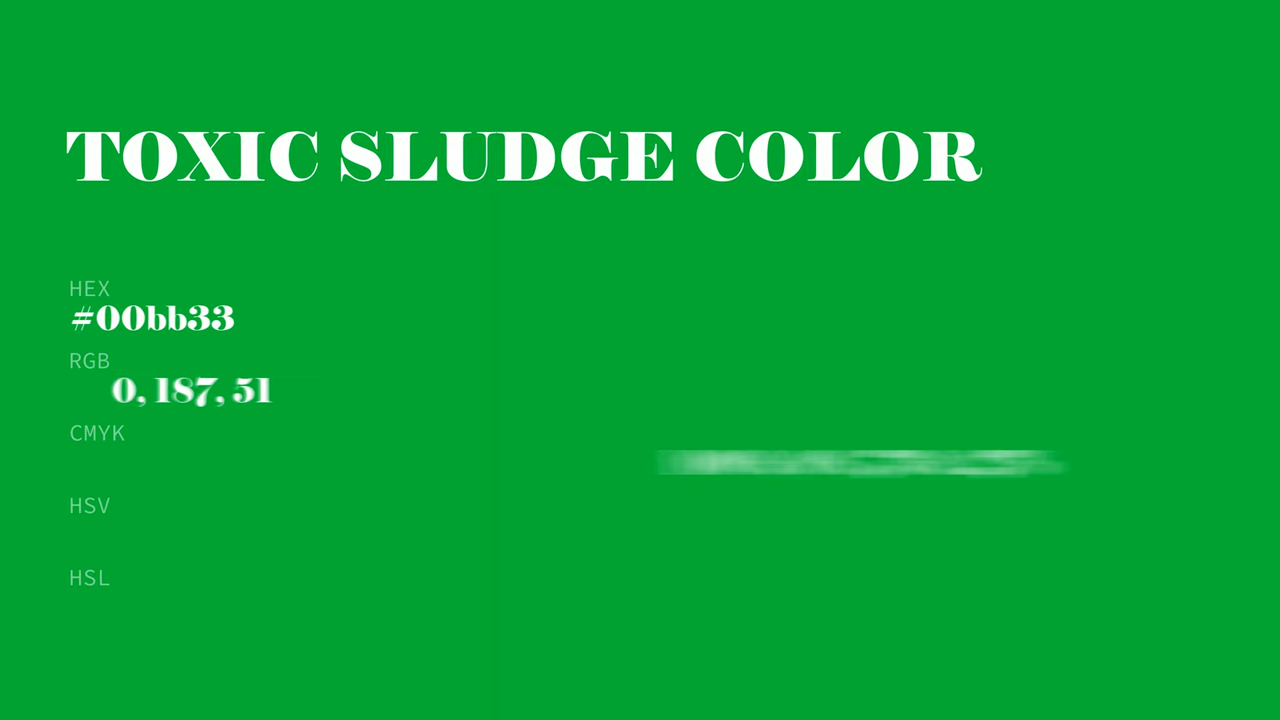 TOXIC SLUDGE COLOR
HEX
#00bb33
RGB
0, 187, 51
CMYK
HSV
HSL